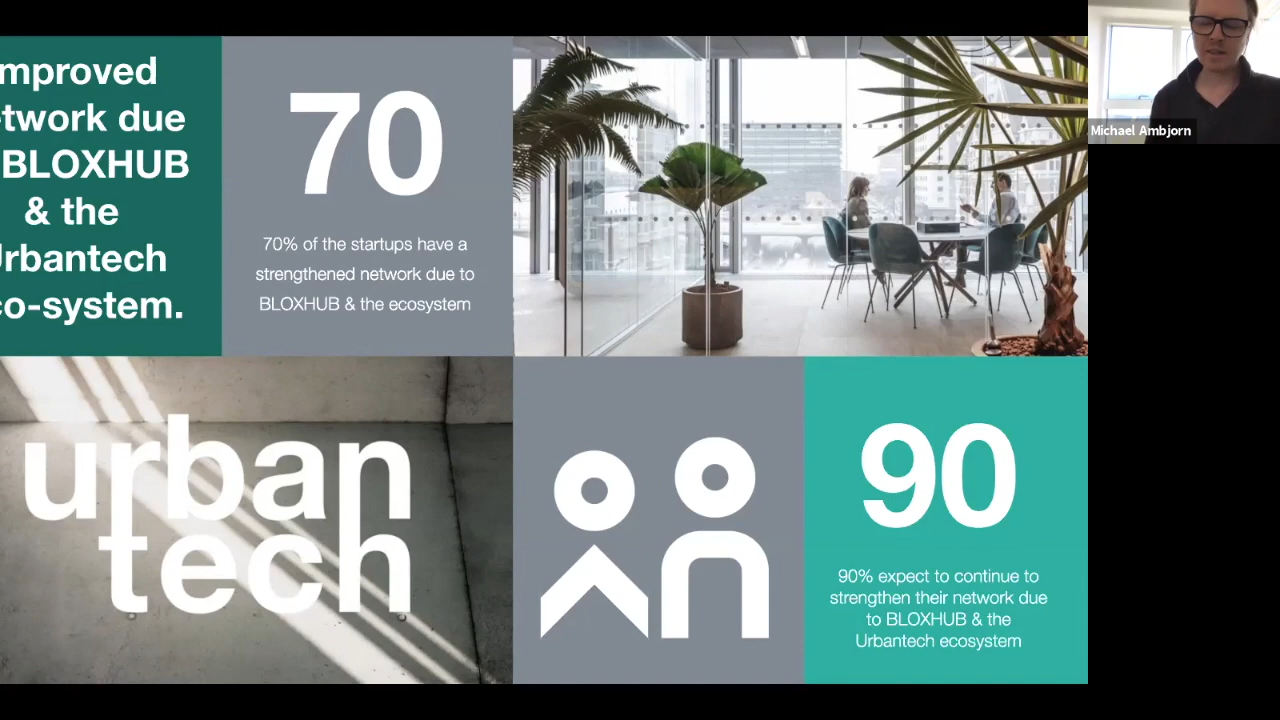 mproved
twork due
BLOXHUB
& the
rbantech
co-system.
70
70% of the startups have a
strengthened network due to
BLOXHUB & the ecosystem
Michael Ambjorn
urban
tech
90
90% expect to continue to
strengthen their network due
to BLOXHUB & the
Urbantech ecosystem